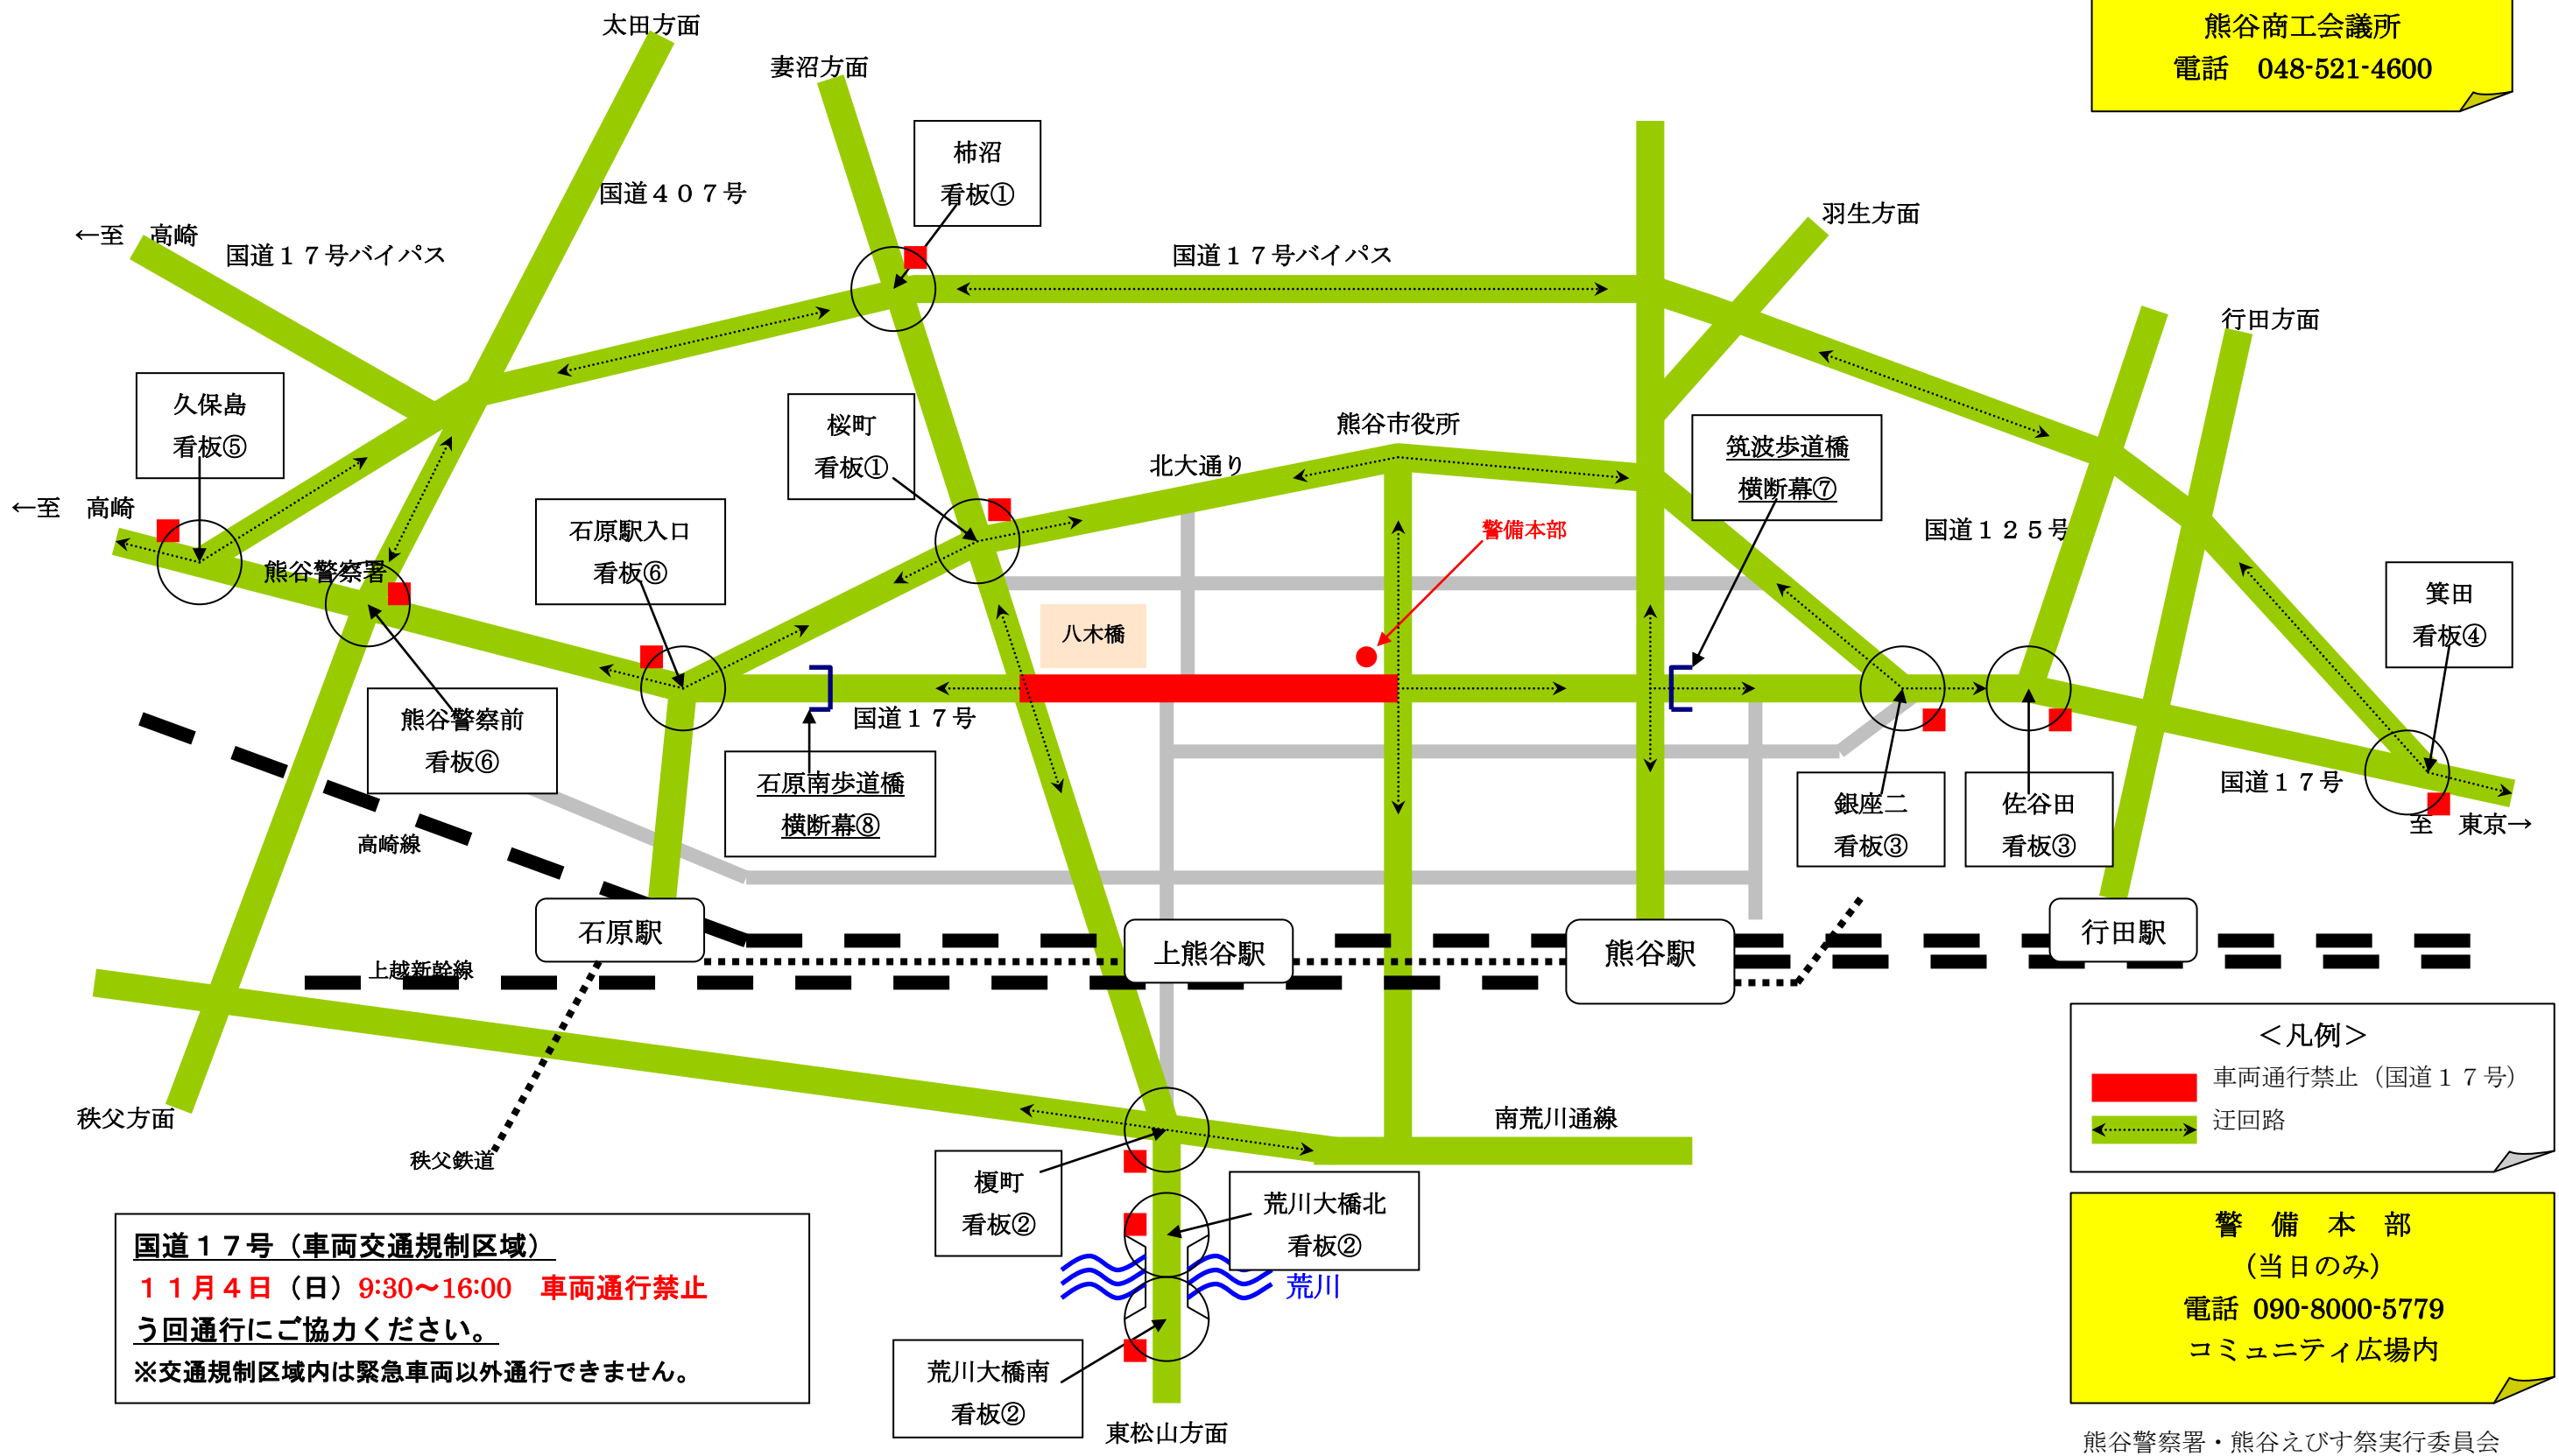 太田方面
熊谷商工会議所
妻沼方面
電話　048-521-4600
柿沼
看板①
国道４０７号
羽生方面
←至　高崎
国道１７号バイパス
国道１７号バイパス
行田方面
久保島
看板⑤
桜町
看板①
熊谷市役所
北大通り
筑波歩道橋
横断幕⑦
←至　高崎
石原駅入口
看板⑥
警備本部
国道１２５号
熊谷警察署
箕田
看板④
八木橋
熊谷警察前
看板⑥
国道１７号
石原南歩道橋
横断幕⑧
銀座二
看板③
佐谷田
看板③
国道１７号
至　東京→
高崎線
石原駅
上熊谷駅
熊谷駅
行田駅
上越新幹線
＜凡例＞
車両通行禁止（国道１７号）
迂回路
秩父方面
南荒川通線
秩父鉄道
榎町
看板②
荒川大橋北
看板②
荒川
国道１７号（車両交通規制区域）
１１月４日（日）9:30～16:00　車両通行禁止
う回通行にご協力ください。
※交通規制区域内は緊急車両以外通行できません。
警　備　本　部
（当日のみ）
電話 090-8000-5779
コミュニティ広場内
荒川大橋南
看板②
東松山方面
熊谷警察署・熊谷えびす祭実行委員会